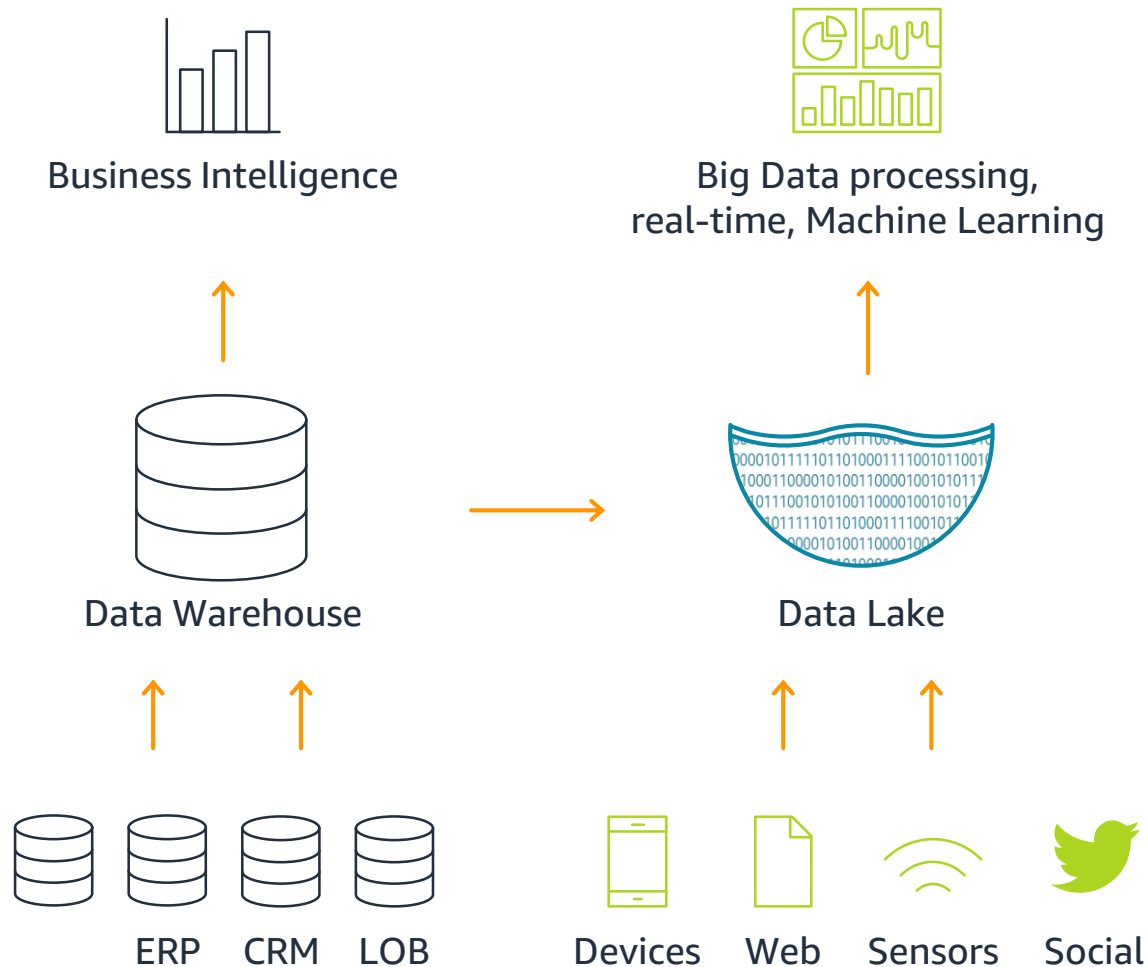 Business Intelligence
Big Data processing,
real-time, Machine Learning
Data Warehouse
Data Lake
ERP CRM LOB
Devices Web Sensors Social